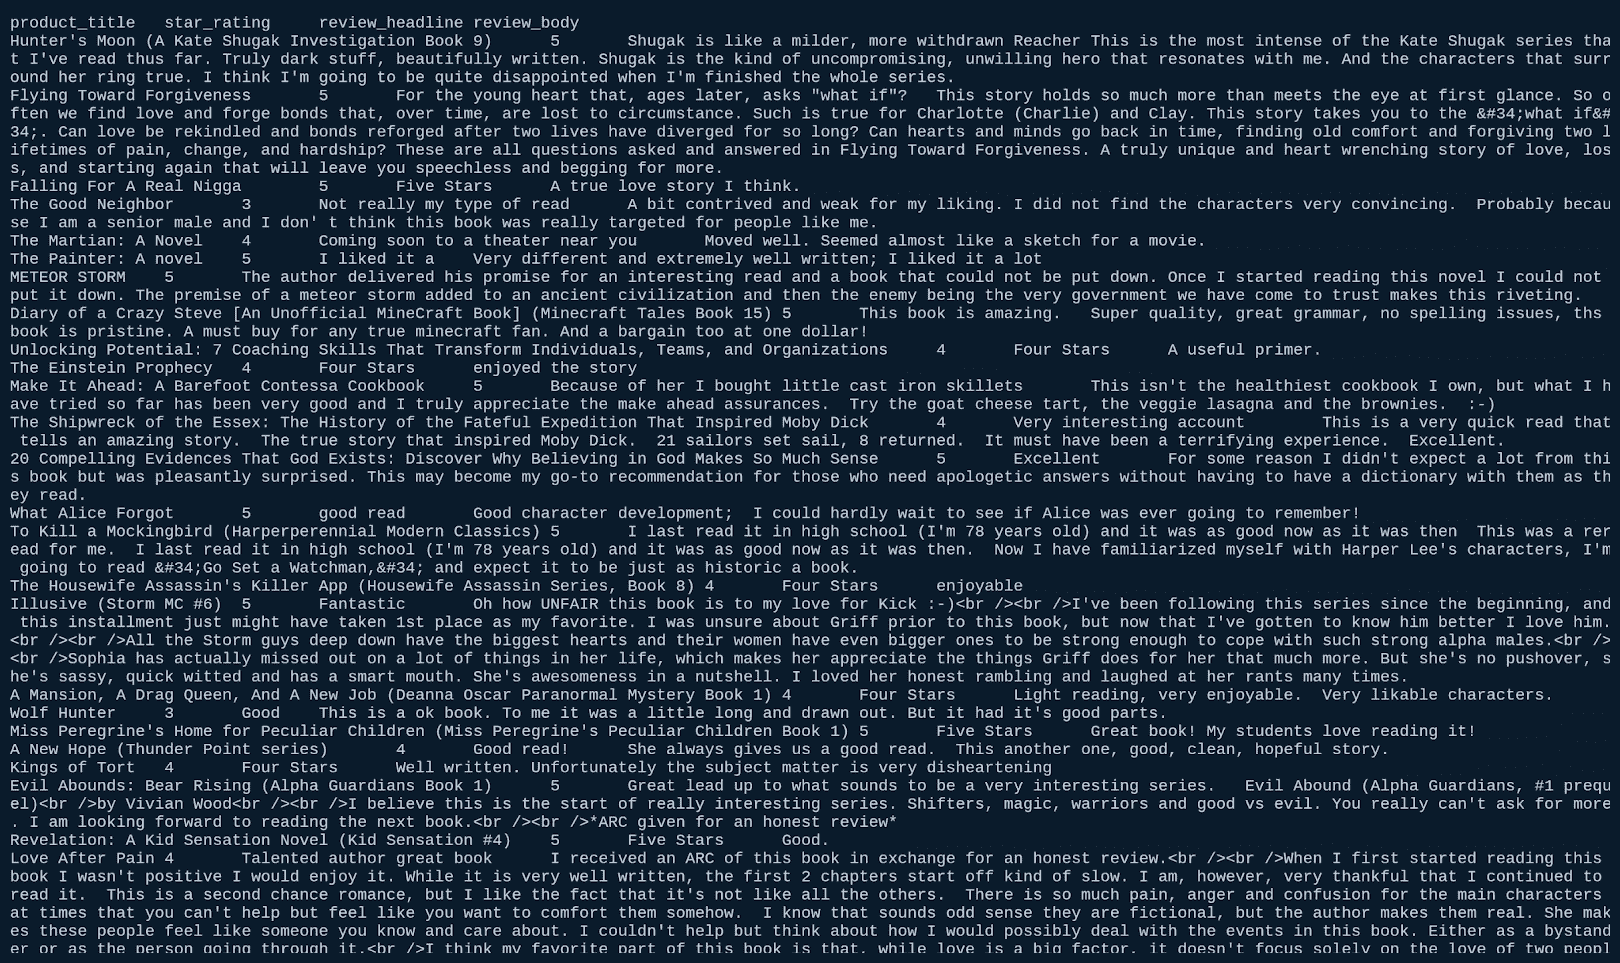 product_title   star_rating     review_headline review_body
Hunter's Moon (A Kate Shugak Investigation Book 9)      5       Shugak is like a milder, more withdrawn Reacher This is the most intense of the Kate Shugak series tha
t I've read thus far. Truly dark stuff, beautifully written. Shugak is the kind of uncompromising, unwilling hero that resonates with me. And the characters that surr
ound her ring true. I think I'm going to be quite disappointed when I'm finished the whole series.
Flying Toward Forgiveness       5       For the young heart that, ages later, asks "what if"?   This story holds so much more than meets the eye at first glance. So o
ften we find love and forge bonds that, over time, are lost to circumstance. Such is true for Charlotte (Charlie) and Clay. This story takes you to the &#34;what if&#
34;. Can love be rekindled and bonds reforged after two lives have diverged for so long? Can hearts and minds go back in time, finding old comfort and forgiving two l
ifetimes of pain, change, and hardship? These are all questions asked and answered in Flying Toward Forgiveness. A truly unique and heart wrenching story of love, los
s, and starting again that will leave you speechless and begging for more.
Falling For A Real Nigga        5       Five Stars      A true love story I think.
The Good Neighbor       3       Not really my type of read      A bit contrived and weak for my liking. I did not find the characters very convincing.  Probably becau
se I am a senior male and I don' t think this book was really targeted for people like me.
The Martian: A Novel    4       Coming soon to a theater near you       Moved well. Seemed almost like a sketch for a movie.
The Painter: A novel    5       I liked it a    Very different and extremely well written; I liked it a lot
METEOR STORM    5       The author delivered his promise for an interesting read and a book that could not be put down. Once I started reading this novel I could not
put it down. The premise of a meteor storm added to an ancient civilization and then the enemy being the very government we have come to trust makes this riveting.
Diary of a Crazy Steve [An Unofficial MineCraft Book] (Minecraft Tales Book 15) 5       This book is amazing.   Super quality, great grammar, no spelling issues, ths
book is pristine. A must buy for any true minecraft fan. And a bargain too at one dollar!
Unlocking Potential: 7 Coaching Skills That Transform Individuals, Teams, and Organizations     4       Four Stars      A useful primer.
The Einstein Prophecy   4       Four Stars      enjoyed the story
Make It Ahead: A Barefoot Contessa Cookbook     5       Because of her I bought little cast iron skillets       This isn't the healthiest cookbook I own, but what I h
ave tried so far has been very good and I truly appreciate the make ahead assurances.  Try the goat cheese tart, the veggie lasagna and the brownies.  :-)
The Shipwreck of the Essex: The History of the Fateful Expedition That Inspired Moby Dick       4       Very interesting account        This is a very quick read that
 tells an amazing story.  The true story that inspired Moby Dick.  21 sailors set sail, 8 returned.  It must have been a terrifying experience.  Excellent.
20 Compelling Evidences That God Exists: Discover Why Believing in God Makes So Much Sense      5       Excellent       For some reason I didn't expect a lot from thi
s book but was pleasantly surprised. This may become my go-to recommendation for those who need apologetic answers without having to have a dictionary with them as th
ey read.
What Alice Forgot       5       good read       Good character development;  I could hardly wait to see if Alice was ever going to remember!
To Kill a Mockingbird (Harperperennial Modern Classics) 5       I last read it in high school (I'm 78 years old) and it was as good now as it was then  This was a rer
ead for me.  I last read it in high school (I'm 78 years old) and it was as good now as it was then.  Now I have familiarized myself with Harper Lee's characters, I'm
 going to read &#34;Go Set a Watchman,&#34; and expect it to be just as historic a book.
The Housewife Assassin's Killer App (Housewife Assassin Series, Book 8) 4       Four Stars      enjoyable
Illusive (Storm MC #6)  5       Fantastic       Oh how UNFAIR this book is to my love for Kick :-)<br /><br />I've been following this series since the beginning, and
 this installment just might have taken 1st place as my favorite. I was unsure about Griff prior to this book, but now that I've gotten to know him better I love him.
<br /><br />All the Storm guys deep down have the biggest hearts and their women have even bigger ones to be strong enough to cope with such strong alpha males.<br />
<br />Sophia has actually missed out on a lot of things in her life, which makes her appreciate the things Griff does for her that much more. But she's no pushover, s
he's sassy, quick witted and has a smart mouth. She's awesomeness in a nutshell. I loved her honest rambling and laughed at her rants many times.
A Mansion, A Drag Queen, And A New Job (Deanna Oscar Paranormal Mystery Book 1) 4       Four Stars      Light reading, very enjoyable.  Very likable characters.
Wolf Hunter     3       Good    This is a ok book. To me it was a little long and drawn out. But it had it's good parts.
Miss Peregrine's Home for Peculiar Children (Miss Peregrine's Peculiar Children Book 1) 5       Five Stars      Great book! My students love reading it!
A New Hope (Thunder Point series)       4       Good read!      She always gives us a good read.  This another one, good, clean, hopeful story.
Kings of Tort   4       Four Stars      Well written. Unfortunately the subject matter is very disheartening
Evil Abounds: Bear Rising (Alpha Guardians Book 1)      5       Great lead up to what sounds to be a very interesting series.   Evil Abound (Alpha Guardians, #1 prequ
el)<br />by Vivian Wood<br /><br />I believe this is the start of really interesting series. Shifters, magic, warriors and good vs evil. You really can't ask for more
. I am looking forward to reading the next book.<br /><br />*ARC given for an honest review*
Revelation: A Kid Sensation Novel (Kid Sensation #4)    5       Five Stars      Good.
Love After Pain 4       Talented author great book      I received an ARC of this book in exchange for an honest review.<br /><br />When I first started reading this
book I wasn't positive I would enjoy it. While it is very well written, the first 2 chapters start off kind of slow. I am, however, very thankful that I continued to
read it.  This is a second chance romance, but I like the fact that it's not like all the others.  There is so much pain, anger and confusion for the main characters
at times that you can't help but feel like you want to comfort them somehow.  I know that sounds odd sense they are fictional, but the author makes them real. She mak
es these people feel like someone you know and care about. I couldn't help but think about how I would possibly deal with the events in this book. Either as a bystand
er or as the person going through it.<br />I think my favorite part of this book is that, while love is a big factor, it doesn't focus solely on the love of two peopl